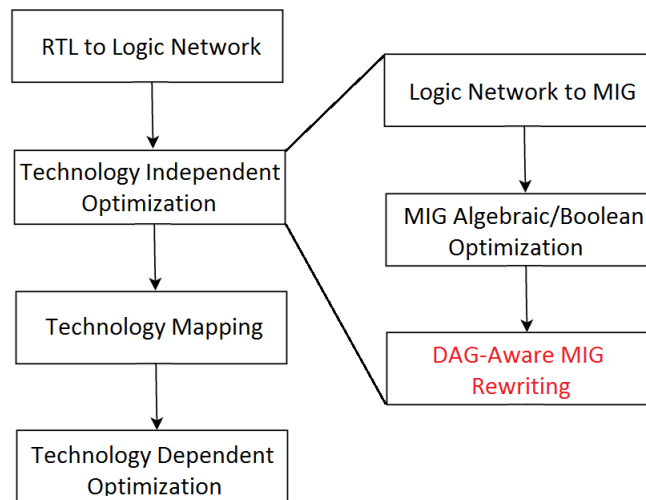 RTL to Logic Network
Technology Independent
Optimization
Technology Mapping
Technology Dependent
Optimization
Logic Network to MIG
MIG Algebraic/Boolean
Optimization
DAG-Aware MIG
Rewriting